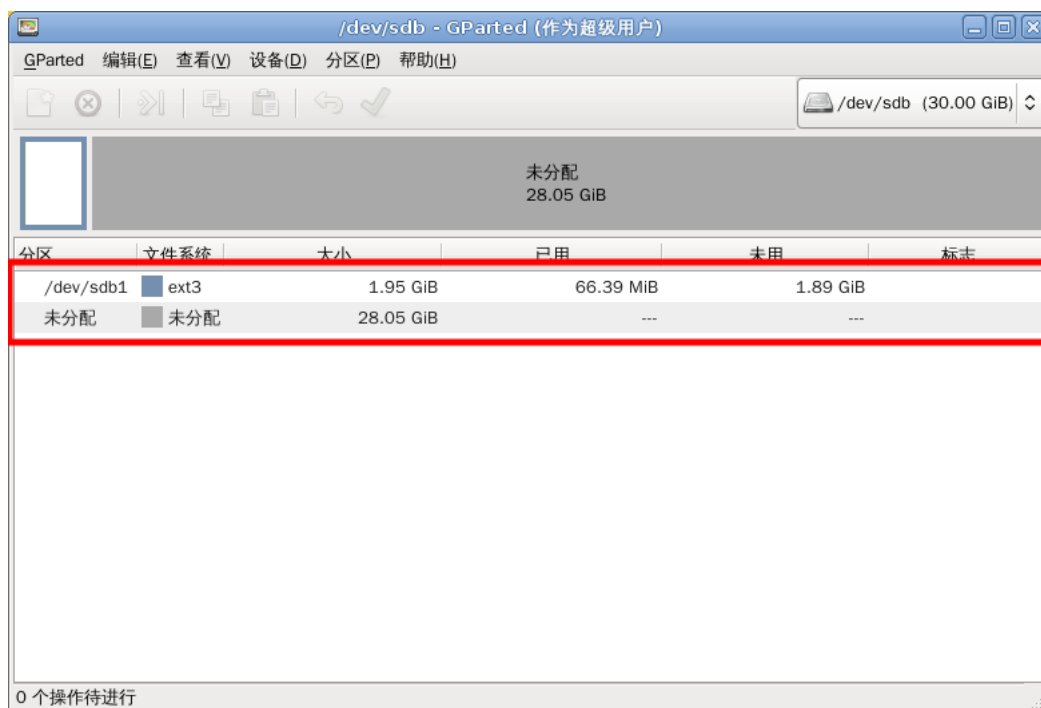 /dev/sdb - GParted (作为超级用户)
GParted 编辑(E) 查看(V) 设备(D) 分区(P) 帮助(H)
/dev/sdb (30.00 GiB)
未分配
28.05 GiB
分区 文件系统 大小 已用 未用 标志
/dev/sdb1 ext3 1.95 GiB 66.39 MiB 1.89 GiB
未分配 未分配 28.05 GiB --- ---
0 个操作待进行